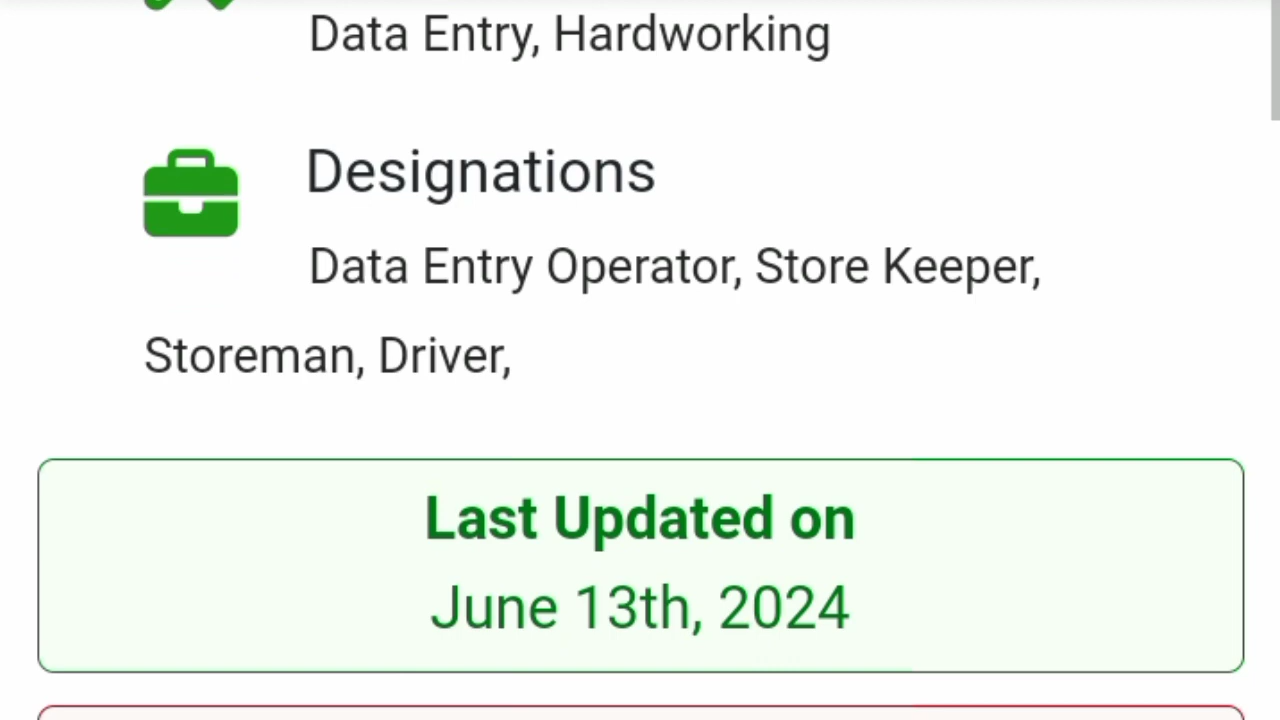 Data Entry, Hardworking
Designations
Data Entry Operator, Store Keeper,
Storeman, Driver,
Last Updated on
June 13th, 2024